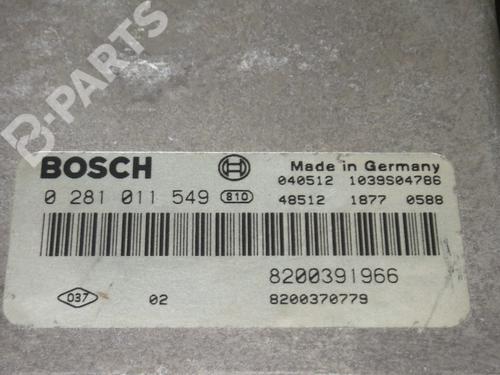 B-PARTS
BOSCH
Made in Germany
0 281 011 549 810
040512 1039S04786
48512 1877 0588
8200391966
037 02 8200370779